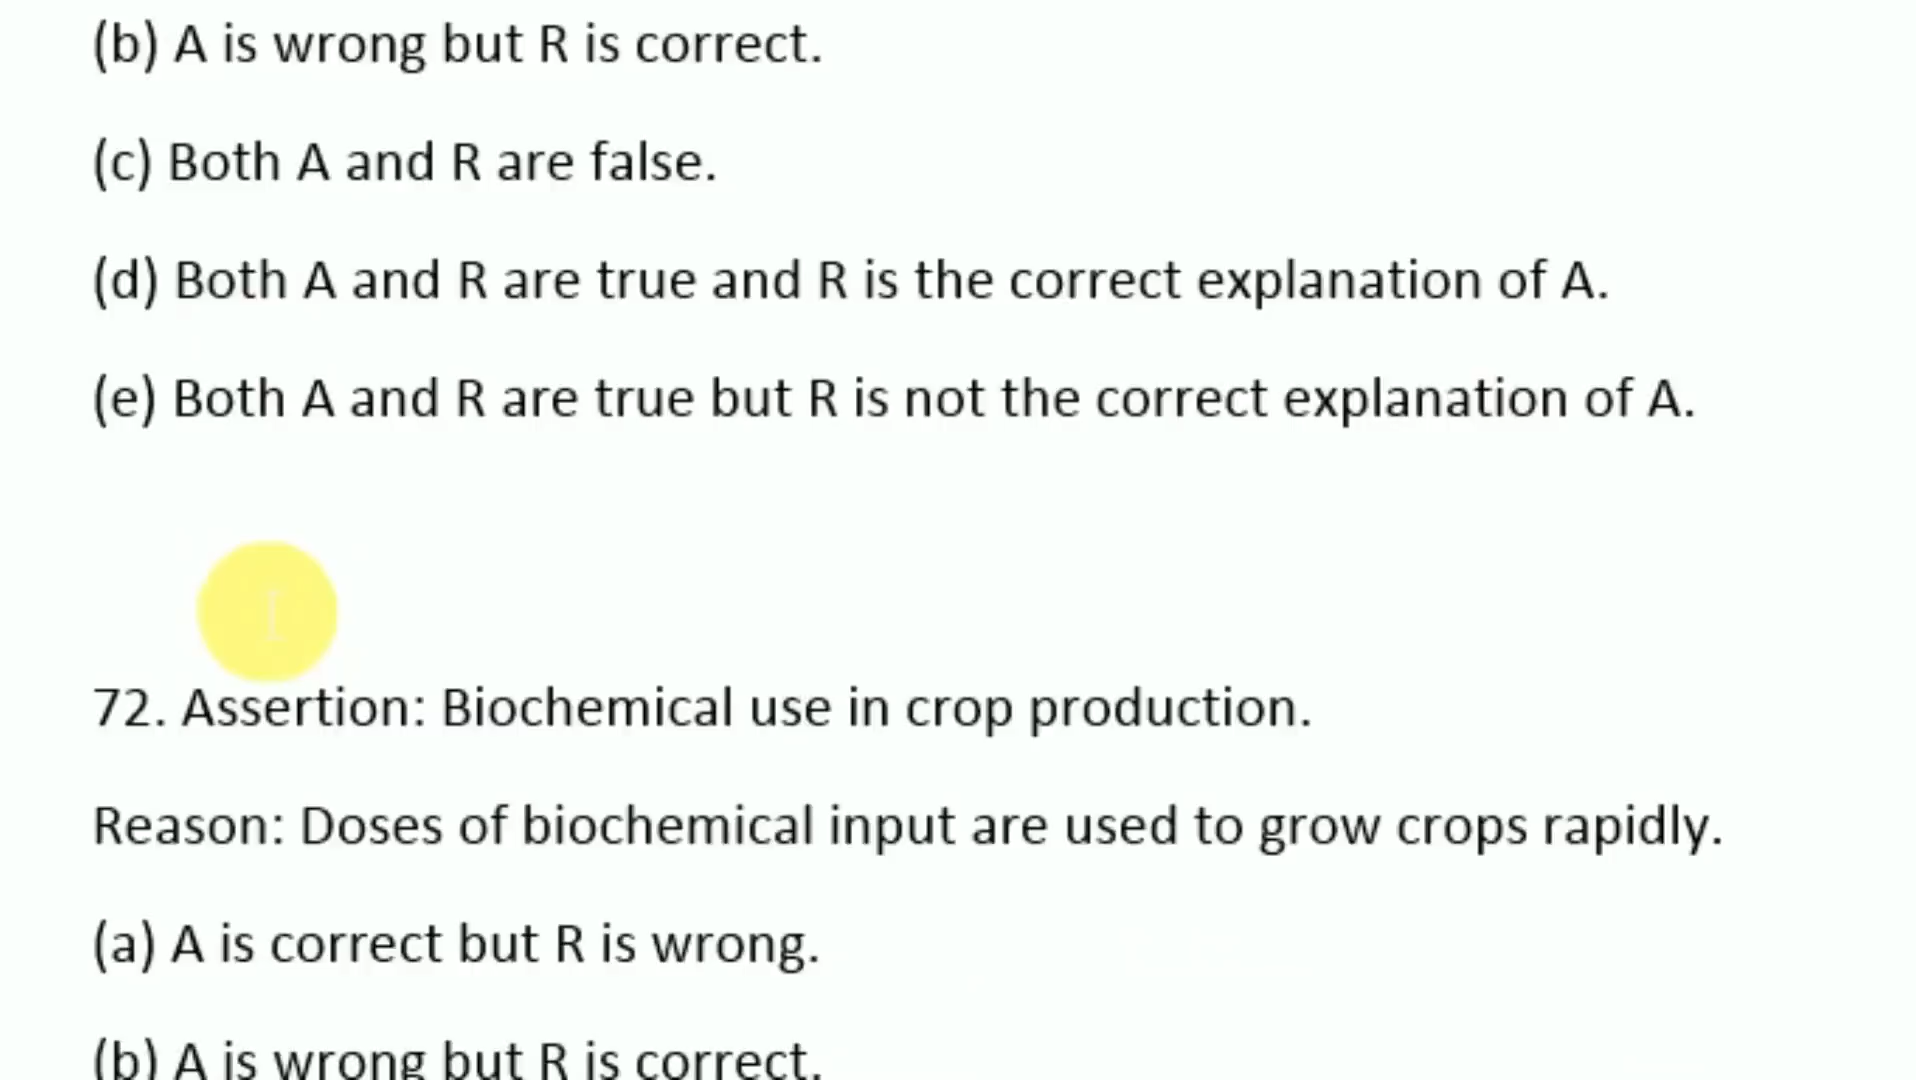 (b) A is wrong but R is correct.
(c) Both A and R are false.
(d) Both A and R are true and R is the correct explanation of A.
(e) Both A and R are true but R is not the correct explanation of A.
72. Assertion: Biochemical use in crop production.
Reason: Doses of biochemical input are used to grow crops rapidly.
(a) A is correct but R is wrong.
(b) A is wrong but R is correct.